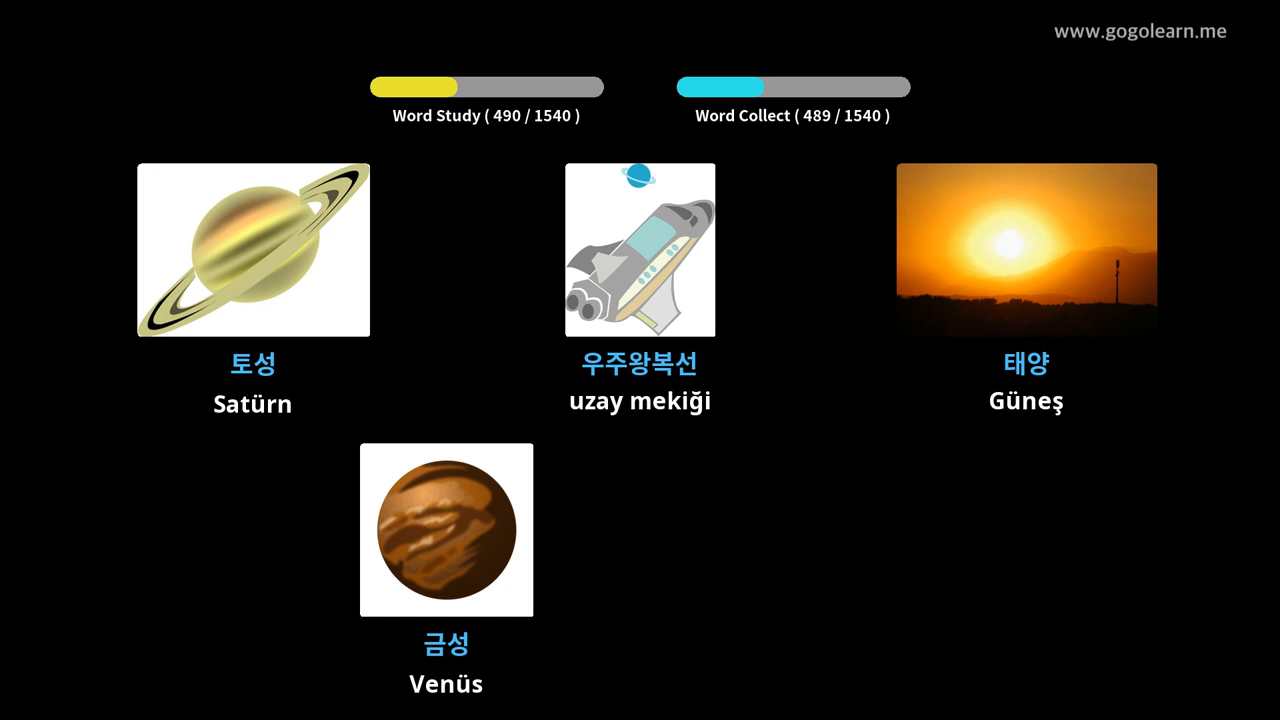 www.gogolearn.me
Word Study ( 490 / 1540 )
Word Collect ( 489 / 1540 )
토성
Satürn
우주왕복선
uzay mekiği
태양
Güneş
금성
Venüs